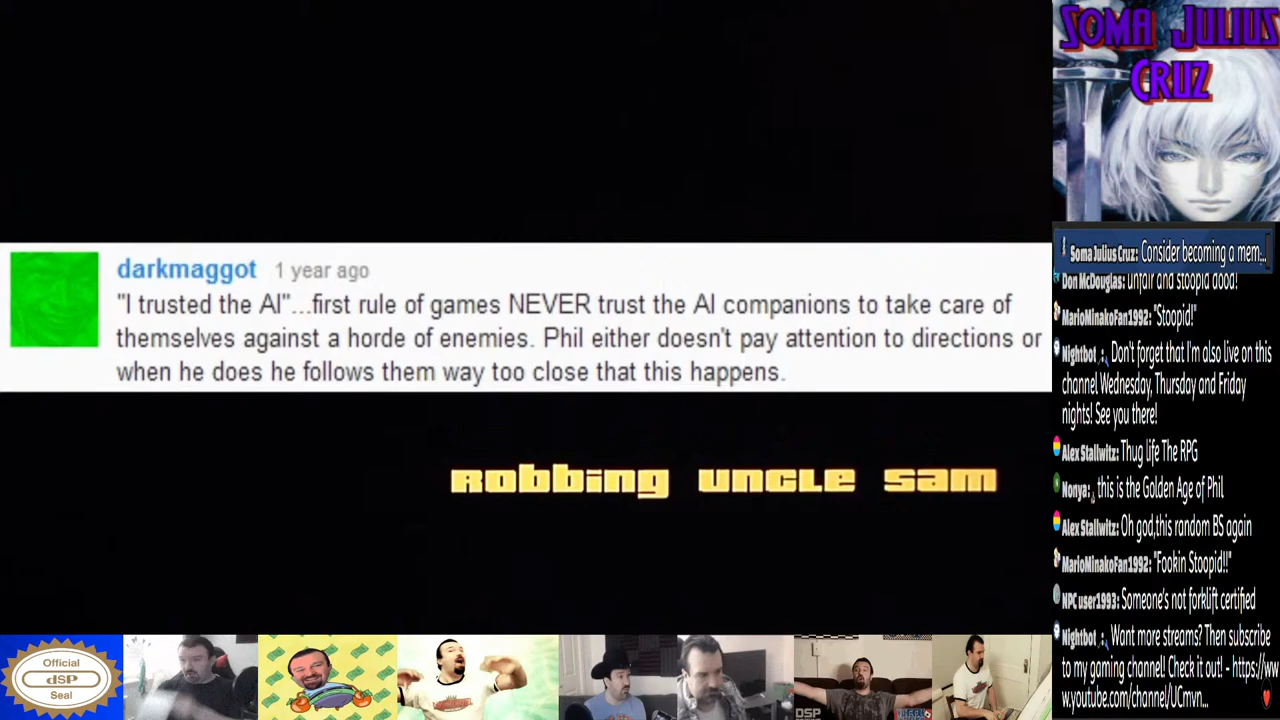 SOMA JULIUS
CRUZ
darkmaggot 1 year ago
"I trusted the AI"...first rule of games NEVER trust the AI companions to take care of
themselves against a horde of enemies. Phil either doesn't pay attention to directions or
when he does he follows them way too close that this happens.
Robbing Uncle Sam
Soma Julius Cruz: Consider becoming a mem...
Don McDouglas: unfair and stoopid dood!
MarioMinakoFan1992: "Stoopid!"
Nightbot: Don't forget that I'm also live on this
channel Wednesday, Thursday and Friday
nights! See you there!
Alex Stallwitz: Thug life The RPG
Nonya: this is the Golden Age of Phil
Alex Stallwitz: Oh god,this random BS again
MarioMinakoFan1992: "Fookin Stoopid!!"
NPC user1993: Someone's not forklift certified
Nightbot: Want more streams? Then subscribe
to my gaming channel! Check it out! - https://ww
w.youtube.com/channel/UCmvn...
Official
dSP
Seal
DSP